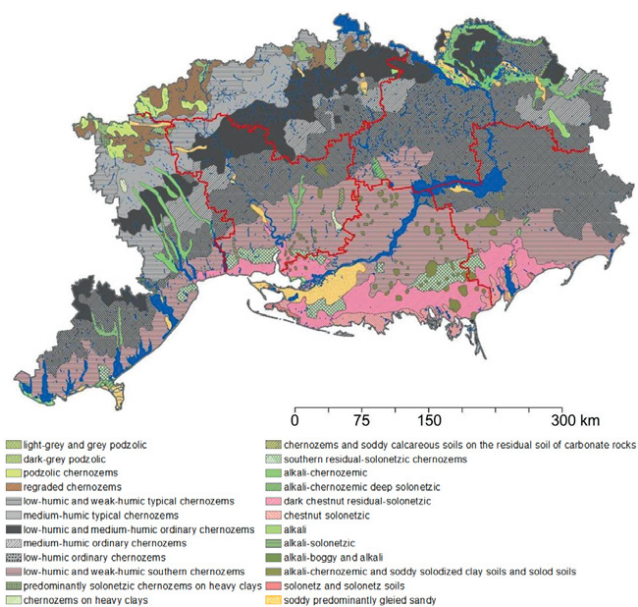 0 75 150 300 km
light-grey and grey podzolic
dark-grey podzolic
podzolic chernozems
regraded chernozems
low-humic and weak-humic typical chernozems
medium-humic typical chernozems
low-humic and medium-humic ordinary chernozems
medium-humic ordinary chernozems
low-humic ordinary chernozems
low-humic and weak-humic southern chernozems
predominantly solonetzic chernozems on heavy clays
chernozems on heavy clays
chernozems and soddy calcareous soils on the residual soil of carbonate rocks
southern residual-solonetzic chernozems
alkali-chernozemic
alkali-chernozemic deep solonetzic
dark chestnut residual-solonetzic
chestnut solonetzic
alkali
alkali-solonetzic
alkali-boggy and alkali
alkali-chernozemic and soddy solodized clay soils and solod soils
solonetz and solonetz soils
soddy predominantly gleied sandy